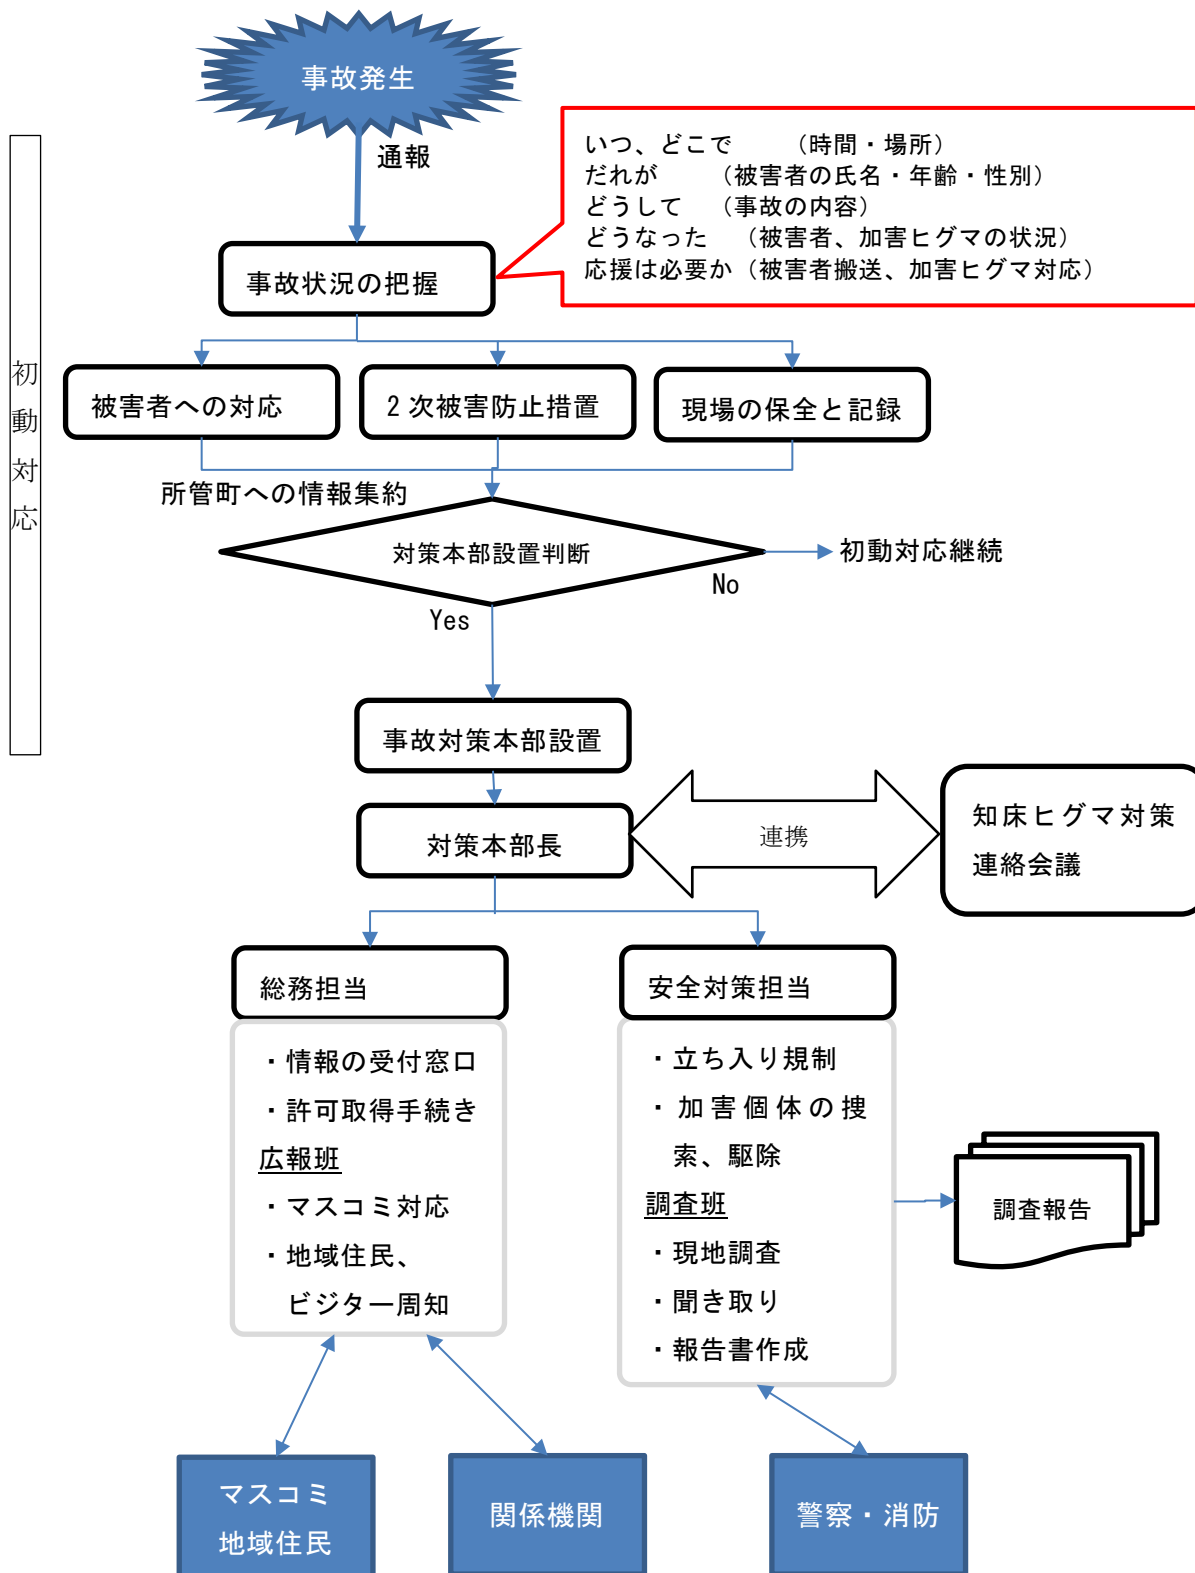 事故発生
通報
いつ、どこで　　（時間・場所）
だれが　　（被害者の氏名・年齢・性別）
どうして　（事故の内容）
どうなった　（被害者、加害ヒグマの状況）
応援は必要か（被害者搬送、加害ヒグマ対応）
事故状況の把握
初動対応
被害者への対応
２次被害防止措置
現場の保全と記録
所管町への情報集約
対策本部設置判断
初動対応継続
No
Yes
事故対策本部設置
対策本部長
連携
知床ヒグマ対策
連絡会議
総務担当
・情報の受付窓口
・許可取得手続き
広報班
・マスコミ対応
・地域住民、
ビジター周知
安全対策担当
・立ち入り規制
・加害個体の捜
索、駆除
調査班
・現地調査
・聞き取り
・報告書作成
調査報告
マスコミ
地域住民
関係機関
警察・消防